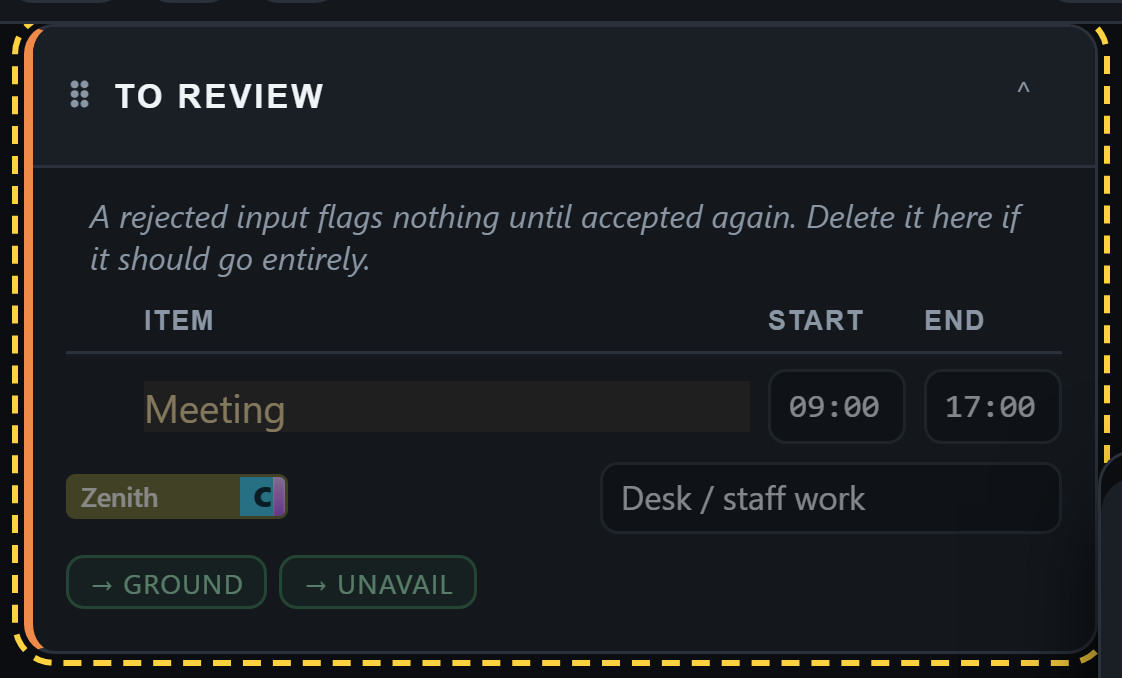 TO REVIEW ^
A rejected input flags nothing until accepted again. Delete it here if
it should go entirely.
ITEM START END
Meeting 09:00 17:00
Zenith C Desk / staff work
→ GROUND → UNAVAIL